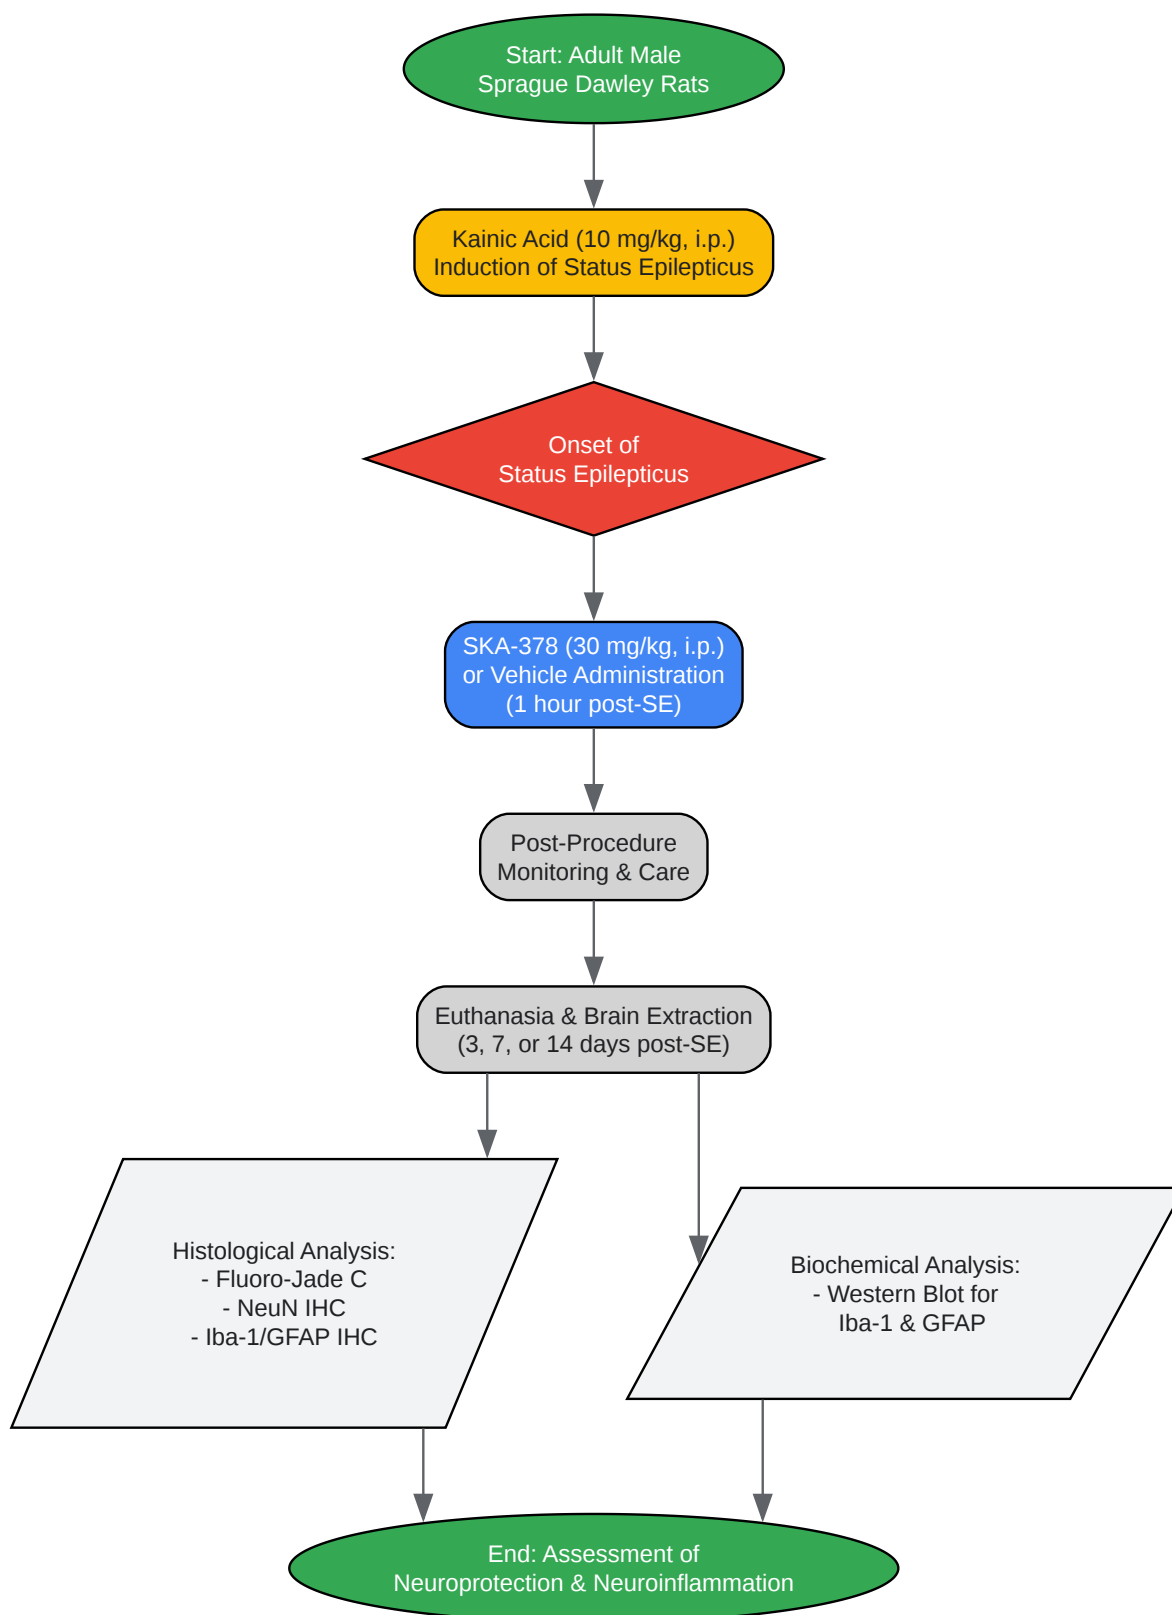 Start: Adult Male
Sprague Dawley Rats
Kainic Acid (10 mg/kg, i.p.)
Induction of Status Epilepticus
Onset of
Status Epilepticus
SKA-378 (30 mg/kg, i.p.)
or Vehicle Administration
(1 hour post-SE)
Post-Procedure
Monitoring & Care
Euthanasia & Brain Extraction
(3, 7, or 14 days post-SE)
Histological Analysis:
- Fluoro-Jade C
- NeuN IHC
- Iba-1/GFAP IHC
Biochemical Analysis:
- Western Blot for
Iba-1 & GFAP
End: Assessment of
Neuroprotection & Neuroinflammation